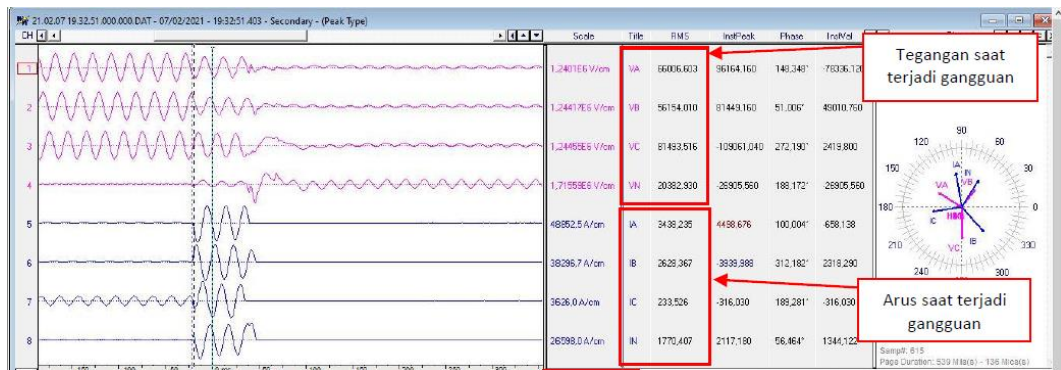 21.02.07 19.32.51.000.000.DAT - 07/02/2021 - 19:32:51.403 - Secondary - (Peak Type)
CH Scale Title RMS InstPeak Phase InstVal
1 1,2401E6 V/cm VA 66006,603 96164,160 148,348° -78336,120
2 1,24417E6 V/cm VB 56154,010 81449,160 51,006° 49010,760
3 1,24455E6 V/cm VC 81493,516 -109061,040 272,190° 2419,800
4 1,71559E6 V/cm VN 20382,930 -26905,560 188,172° -26905,560
5 48852,5 A/cm IA 3438,235 4498,676 100,004° -658,138
6 38296,7 A/cm IB 2628,367 -3939,988 312,182° 2318,290
7 3626,0 A/cm IC 233,526 -316,030 189,281° -316,030
8 26598,0 A/cm IN 1770,407 2117,180 56,464° 1344,122
Tegangan saat
terjadi gangguan
90
120 60
150 30
IA IN
VA VB
180 0
IC
IB
VC
210 330
240 300
Arus saat terjadi
gangguan
Samp#: 615
Page Duration: 539 Mils(s) - 136 Mics(s)